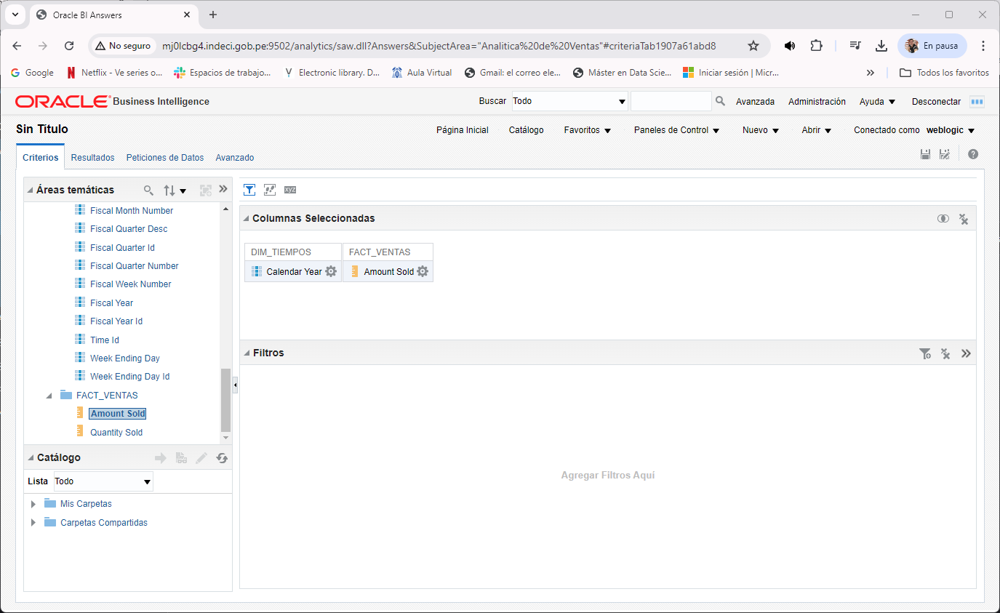 Oracle BI Answers
No seguro
mj0lcbg4.indeci.gob.pe:9502/analytics/saw.dll?Answers&SubjectArea="Analitica%20de%20Ventas"#criteriaTab1907a61abd8
En pausa
Google
Netflix - Ve series o...
Espacios de trabajo...
Electronic library. D...
Aula Virtual
Gmail: el correo ele...
Máster en Data Scie...
Iniciar sesión | Micr...
Todos los favoritos
ORACLE Business Intelligence
Buscar Todo
Avanzada
Administración
Ayuda
Desconectar
Sin Título
Página Inicial
Catálogo
Favoritos
Paneles de Control
Nuevo
Abrir
Conectado como weblogic
Criterios
Resultados
Peticiones de Datos
Avanzado
Áreas temáticas
Fiscal Month Number
Fiscal Quarter Desc
Fiscal Quarter Id
Fiscal Quarter Number
Fiscal Week Number
Fiscal Year
Fiscal Year Id
Time Id
Week Ending Day
Week Ending Day Id
FACT_VENTAS
Amount Sold
Quantity Sold
Catálogo
Lista Todo
Mis Carpetas
Carpetas Compartidas
xyz
Columnas Seleccionadas
DIM_TIEMPOS
FACT_VENTAS
Calendar Year
Amount Sold
Filtros
Agregar Filtros Aquí